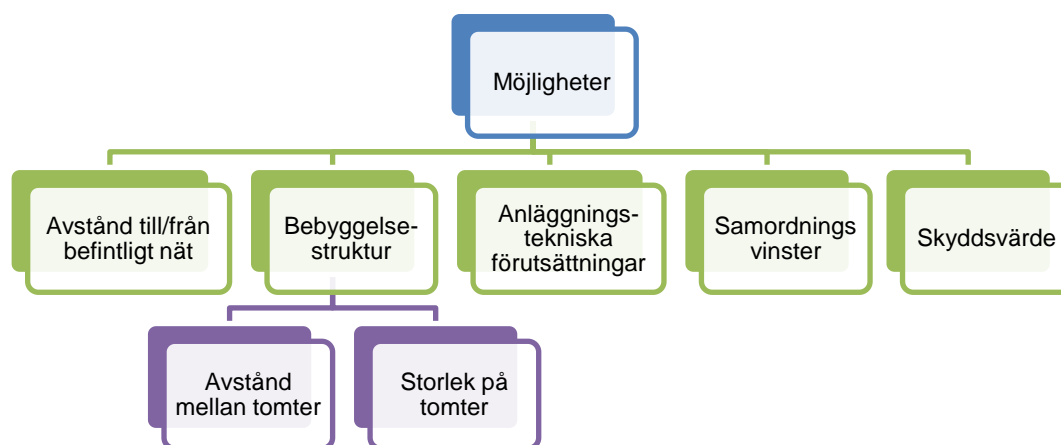 Möjligheter
Avstånd till/från
befintligt nät
Bebyggelse-
struktur
Anläggnings-
tekniska
förutsättningar
Samordnings
vinster
Skyddsvärde
Avstånd
mellan tomter
Storlek på
tomter